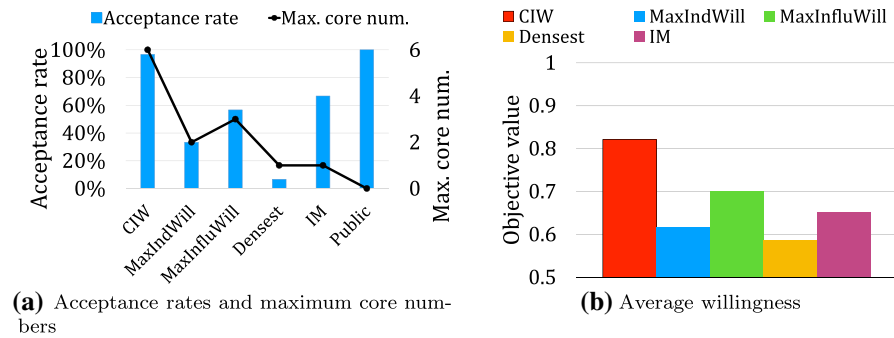 Acceptance rate Max. core num.
100%
80%
60%
40%
20%
0%
Acceptance rate
6
4
2
0
Max. core num.
CIW
MaxIndWill
MaxInfluWill
Densest
IM
Public
(a) Acceptance rates and maximum core num-
bers
CIW MaxIndWill MaxInfluWill
Densest IM
1
0.9
0.8
0.7
0.6
0.5
Objective value
(b) Average willingness